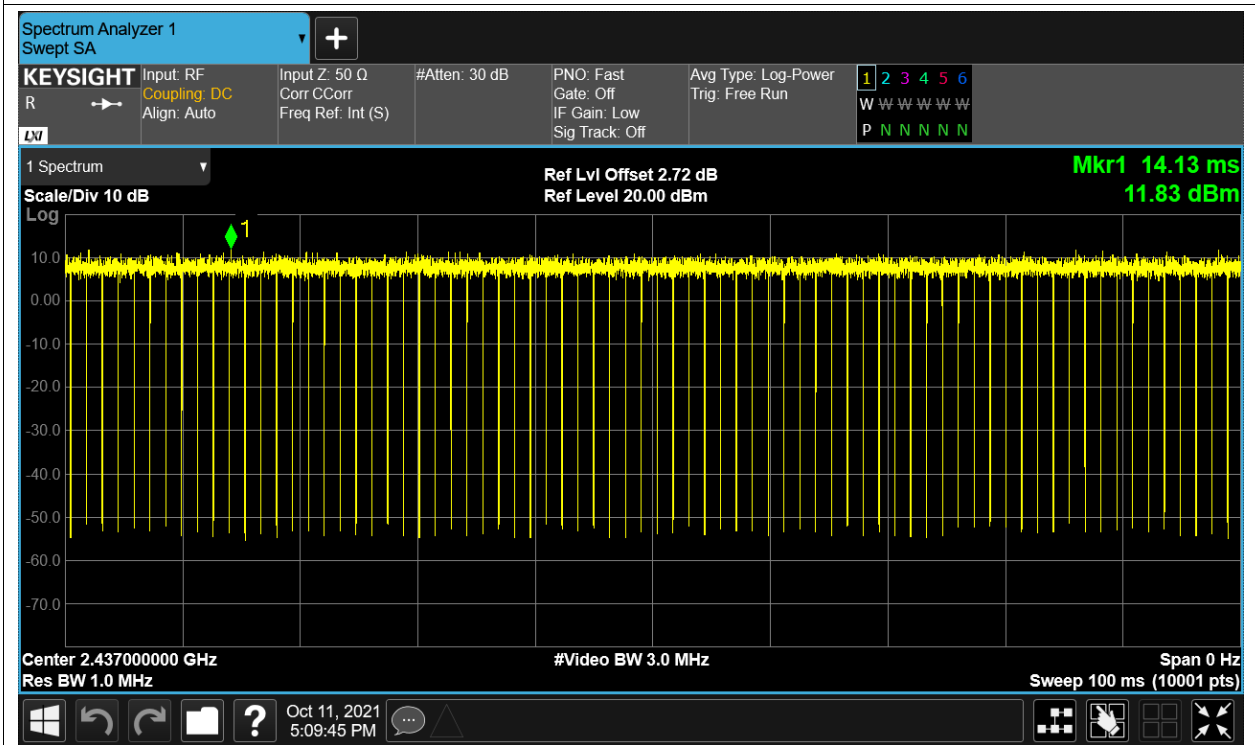 Spectrum Analyzer 1
Swept SA
KEYSIGHT
R
LXI
Input: RF
Coupling: DC
Align: Auto
Input Z: 50 Ω
Corr CCorr
Freq Ref: Int (S)
#Atten: 30 dB
PNO: Fast
Gate: Off
IF Gain: Low
Sig Track: Off
Avg Type: Log-Power
Trig: Free Run
1 2 3 4 5 6
W W W W W W
P N N N N N
1 Spectrum
Scale/Div 10 dB
Ref Lvl Offset 2.72 dB
Ref Level 20.00 dBm
Mkr1 14.13 ms
11.83 dBm
Log
1
10.0
0.00
-10.0
-20.0
-30.0
-40.0
-50.0
-60.0
-70.0
Center 2.437000000 GHz
#Video BW 3.0 MHz
Span 0 Hz
Res BW 1.0 MHz
Sweep 100 ms (10001 pts)
?
Oct 11, 2021
5:09:45 PM